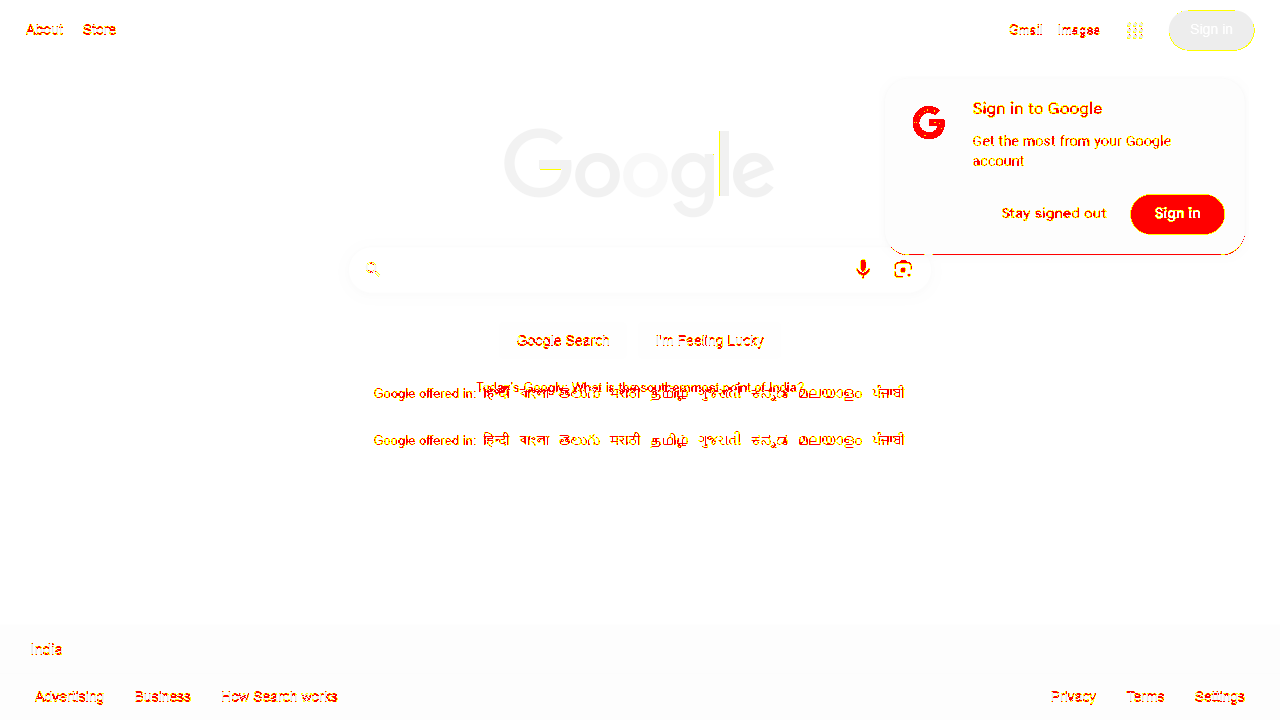 About Store
Gmail Images
Sign in
Sign in to Google
Get the most from your Google
account
Stay signed out
Sign in
Google
Google Search
I'm Feeling Lucky
Today's Googly: What is the southernmost point of India?
Google offered in: हिन्दी বাংলা తెలుగు मराठी தமிழ் ગુજરાતી ಕನ್ನಡ മലയാളം ਪੰਜਾਬੀ
Google offered in: हिन्दी বাংলা తెలుగు मराठी தமிழ் ગુજરાતી ಕನ್ನಡ മലയാളം ਪੰਜਾਬੀ
India
Advertising Business How Search works
Privacy Terms Settings